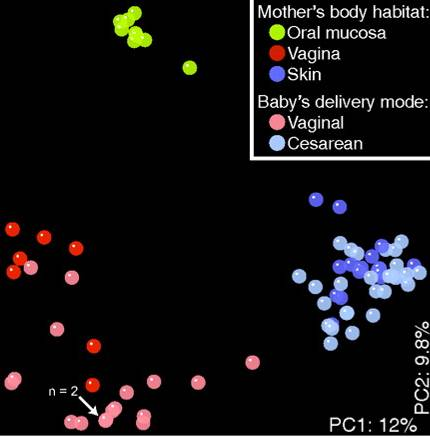 Mother's body habitat:
Oral mucosa
Vagina
Skin
Baby's delivery mode:
Vaginal
Cesarean
n = 2
PC2: 9.8%
PC1: 12%